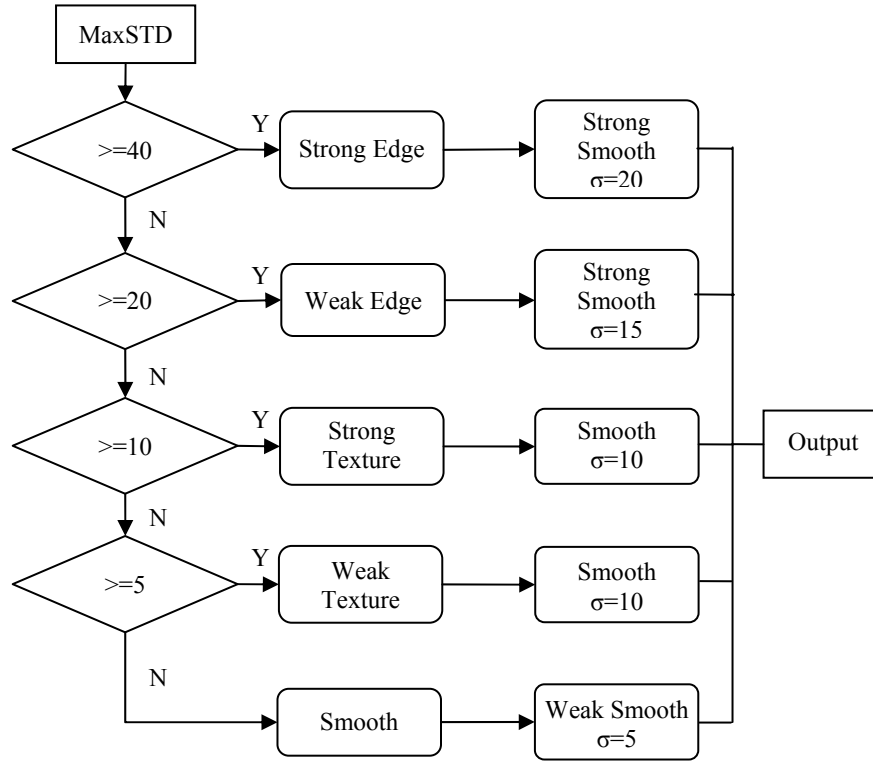 MaxSTD
>=40
Y
Strong Edge
Strong
Smooth
σ=20
N
>=20
Y
Weak Edge
Strong
Smooth
σ=15
N
>=10
Y
Strong
Texture
Smooth
σ=10
Output
N
>=5
Y
Weak
Texture
Smooth
σ=10
N
Smooth
Weak Smooth
σ=5